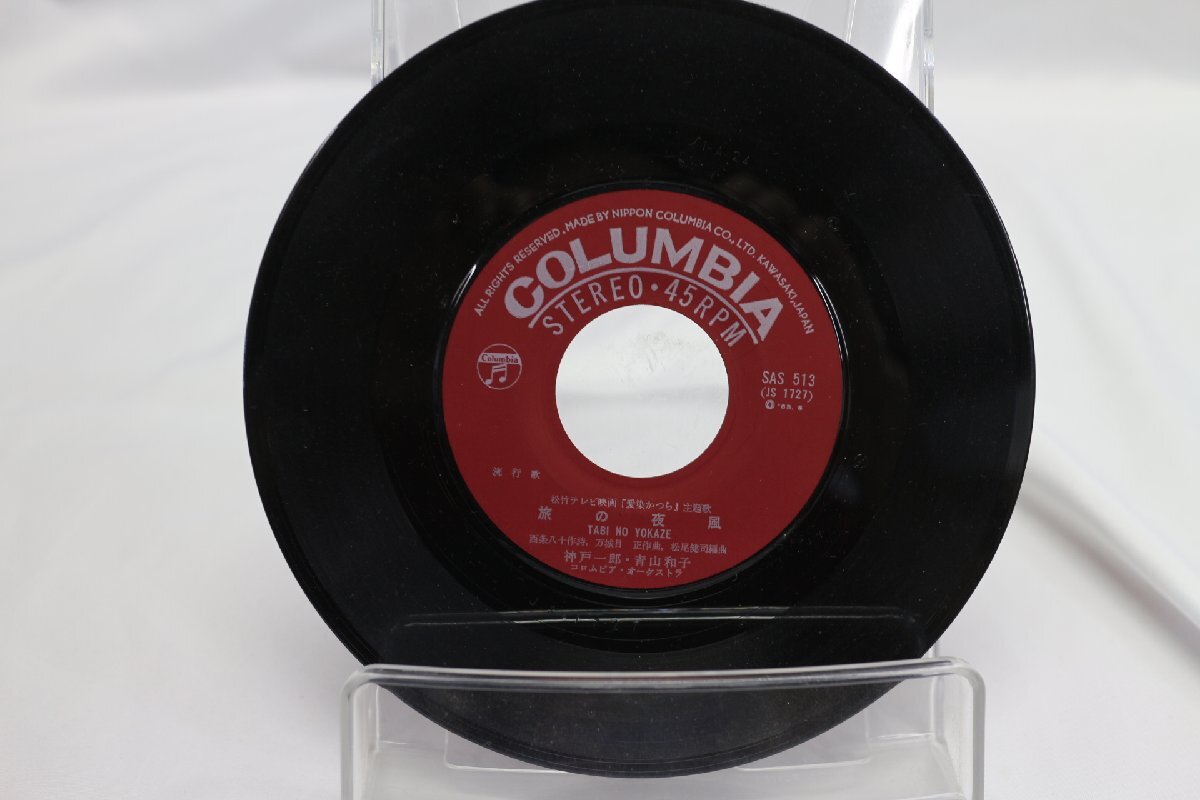 ALL RIGHTS RESERVED. MADE BY NIPPON COLUMBIA CO., LTD. KAWASAKI, JAPAN
COLUMBIA
STEREO・45RPM
Columbia
SAS 513
(JS 1727)
流行歌
松竹テレビ映画『愛染かつら』主題歌
旅の夜風
TABI NO YOKAZE
西条八十作詩, 万城目 正作曲, 松尾健司編曲
神戸一郎・青山和子
コロムビア・オーケストラ